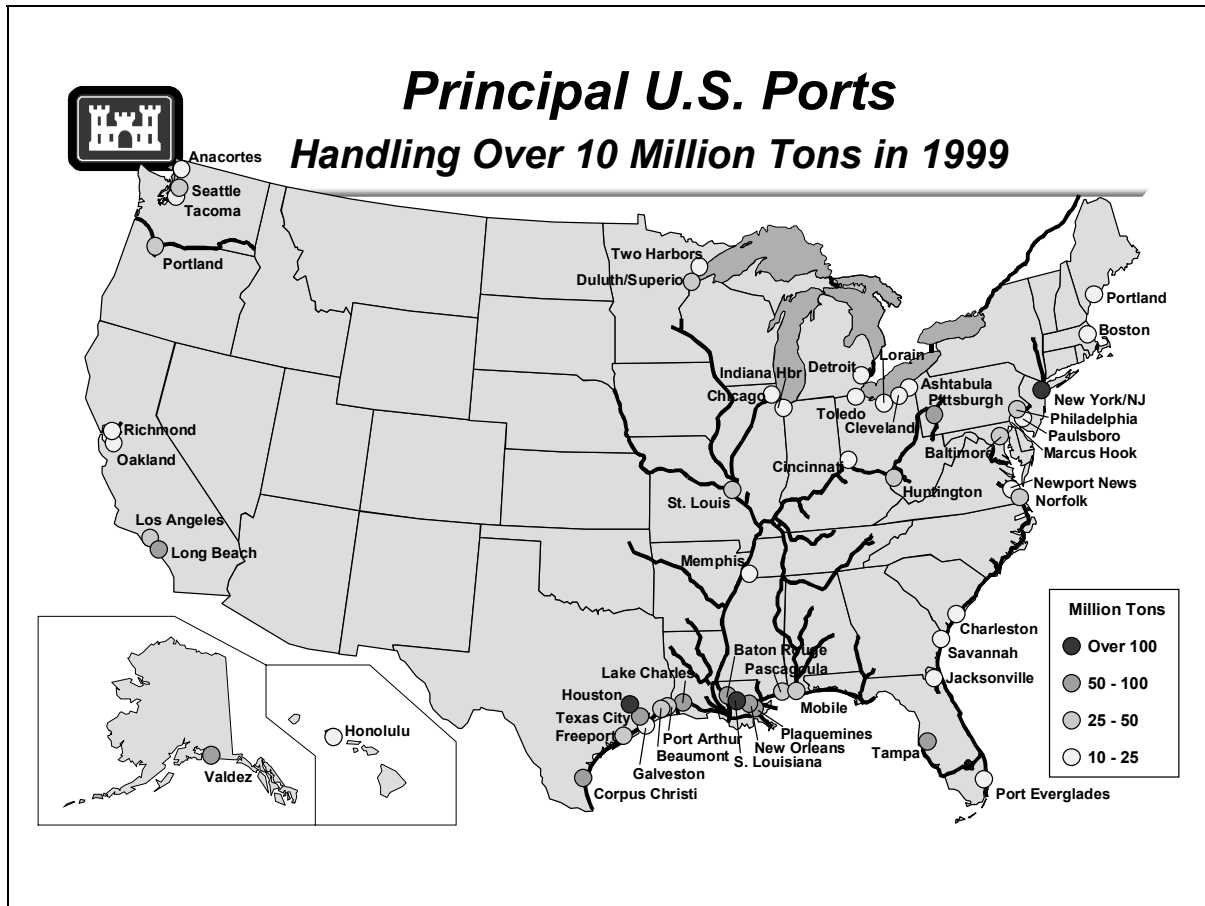 Principal U.S. Ports
Handling Over 10 Million Tons in 1999
Anacortes
Seattle
Tacoma
Portland
Two Harbors
Duluth/Superio
Portland
Boston
Lorain
Detroit
Indiana Hbr
Chicago
Ashtabula
Pittsburgh
Toledo
Cleveland
New York/NJ
Philadelphia
Paulsboro
Marcus Hook
Baltimore
Richmond
Oakland
Cincinnati
Huntington
Newport News
Norfolk
St. Louis
Los Angeles
Long Beach
Memphis
Charleston
Savannah
Jacksonville
Baton Rouge
Pascagoula
Lake Charles
Houston
Texas City
Freeport
Mobile
Port Arthur
Beaumont
Plaquemines
New Orleans
S. Louisiana
Galveston
Corpus Christi
Tampa
Port Everglades
Honolulu
Valdez
Million Tons
Over 100
50 - 100
25 - 50
10 - 25